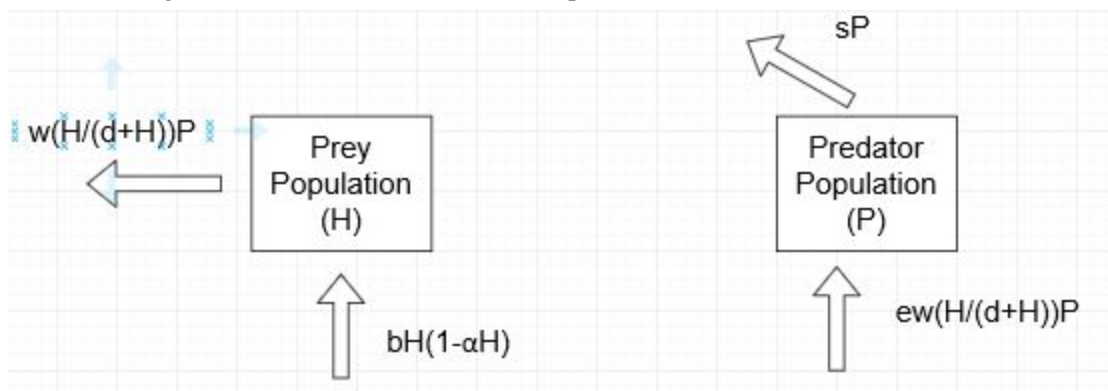 sP
w(H/(d+H))P
Prey
Population
(H)
Predator
Population
(P)
bH(1-αH)
ew(H/(d+H))P